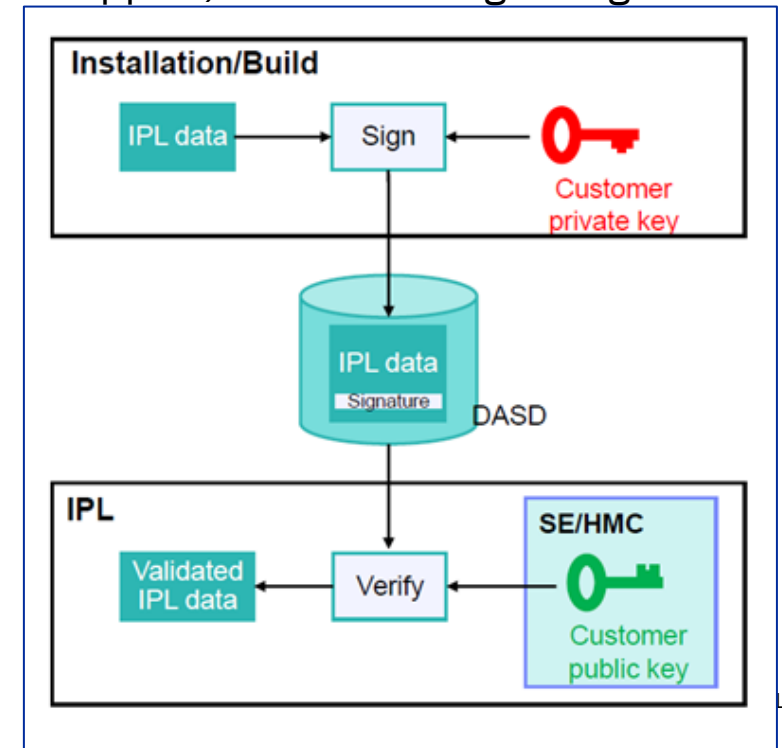 Installation/Build
IPL data
Sign
Customer
private key
IPL data
Signature
DASD
IPL
SE/HMC
Validated
IPL data
Verify
Customer
public key